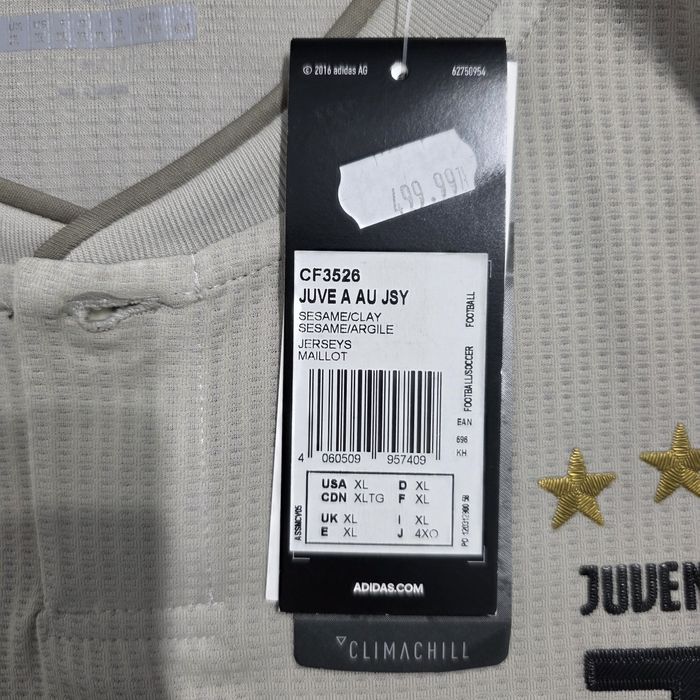 © 2016 adidas AG
62750954
499.99
CF3526
JUVE A AU JSY
SESAME/CLAY
SESAME/ARGILE
JERSEYS
MAILLOT
FOOTBALL/SOCCER FOOTBALL
EAN
696
KH
4 060509 957409
USA XL D XL
CDN XLTG F XL
UK XL I XL
E XL J 4XO
ASSMCV05
ADIDAS.COM
CLIMACHILL
JUVEN